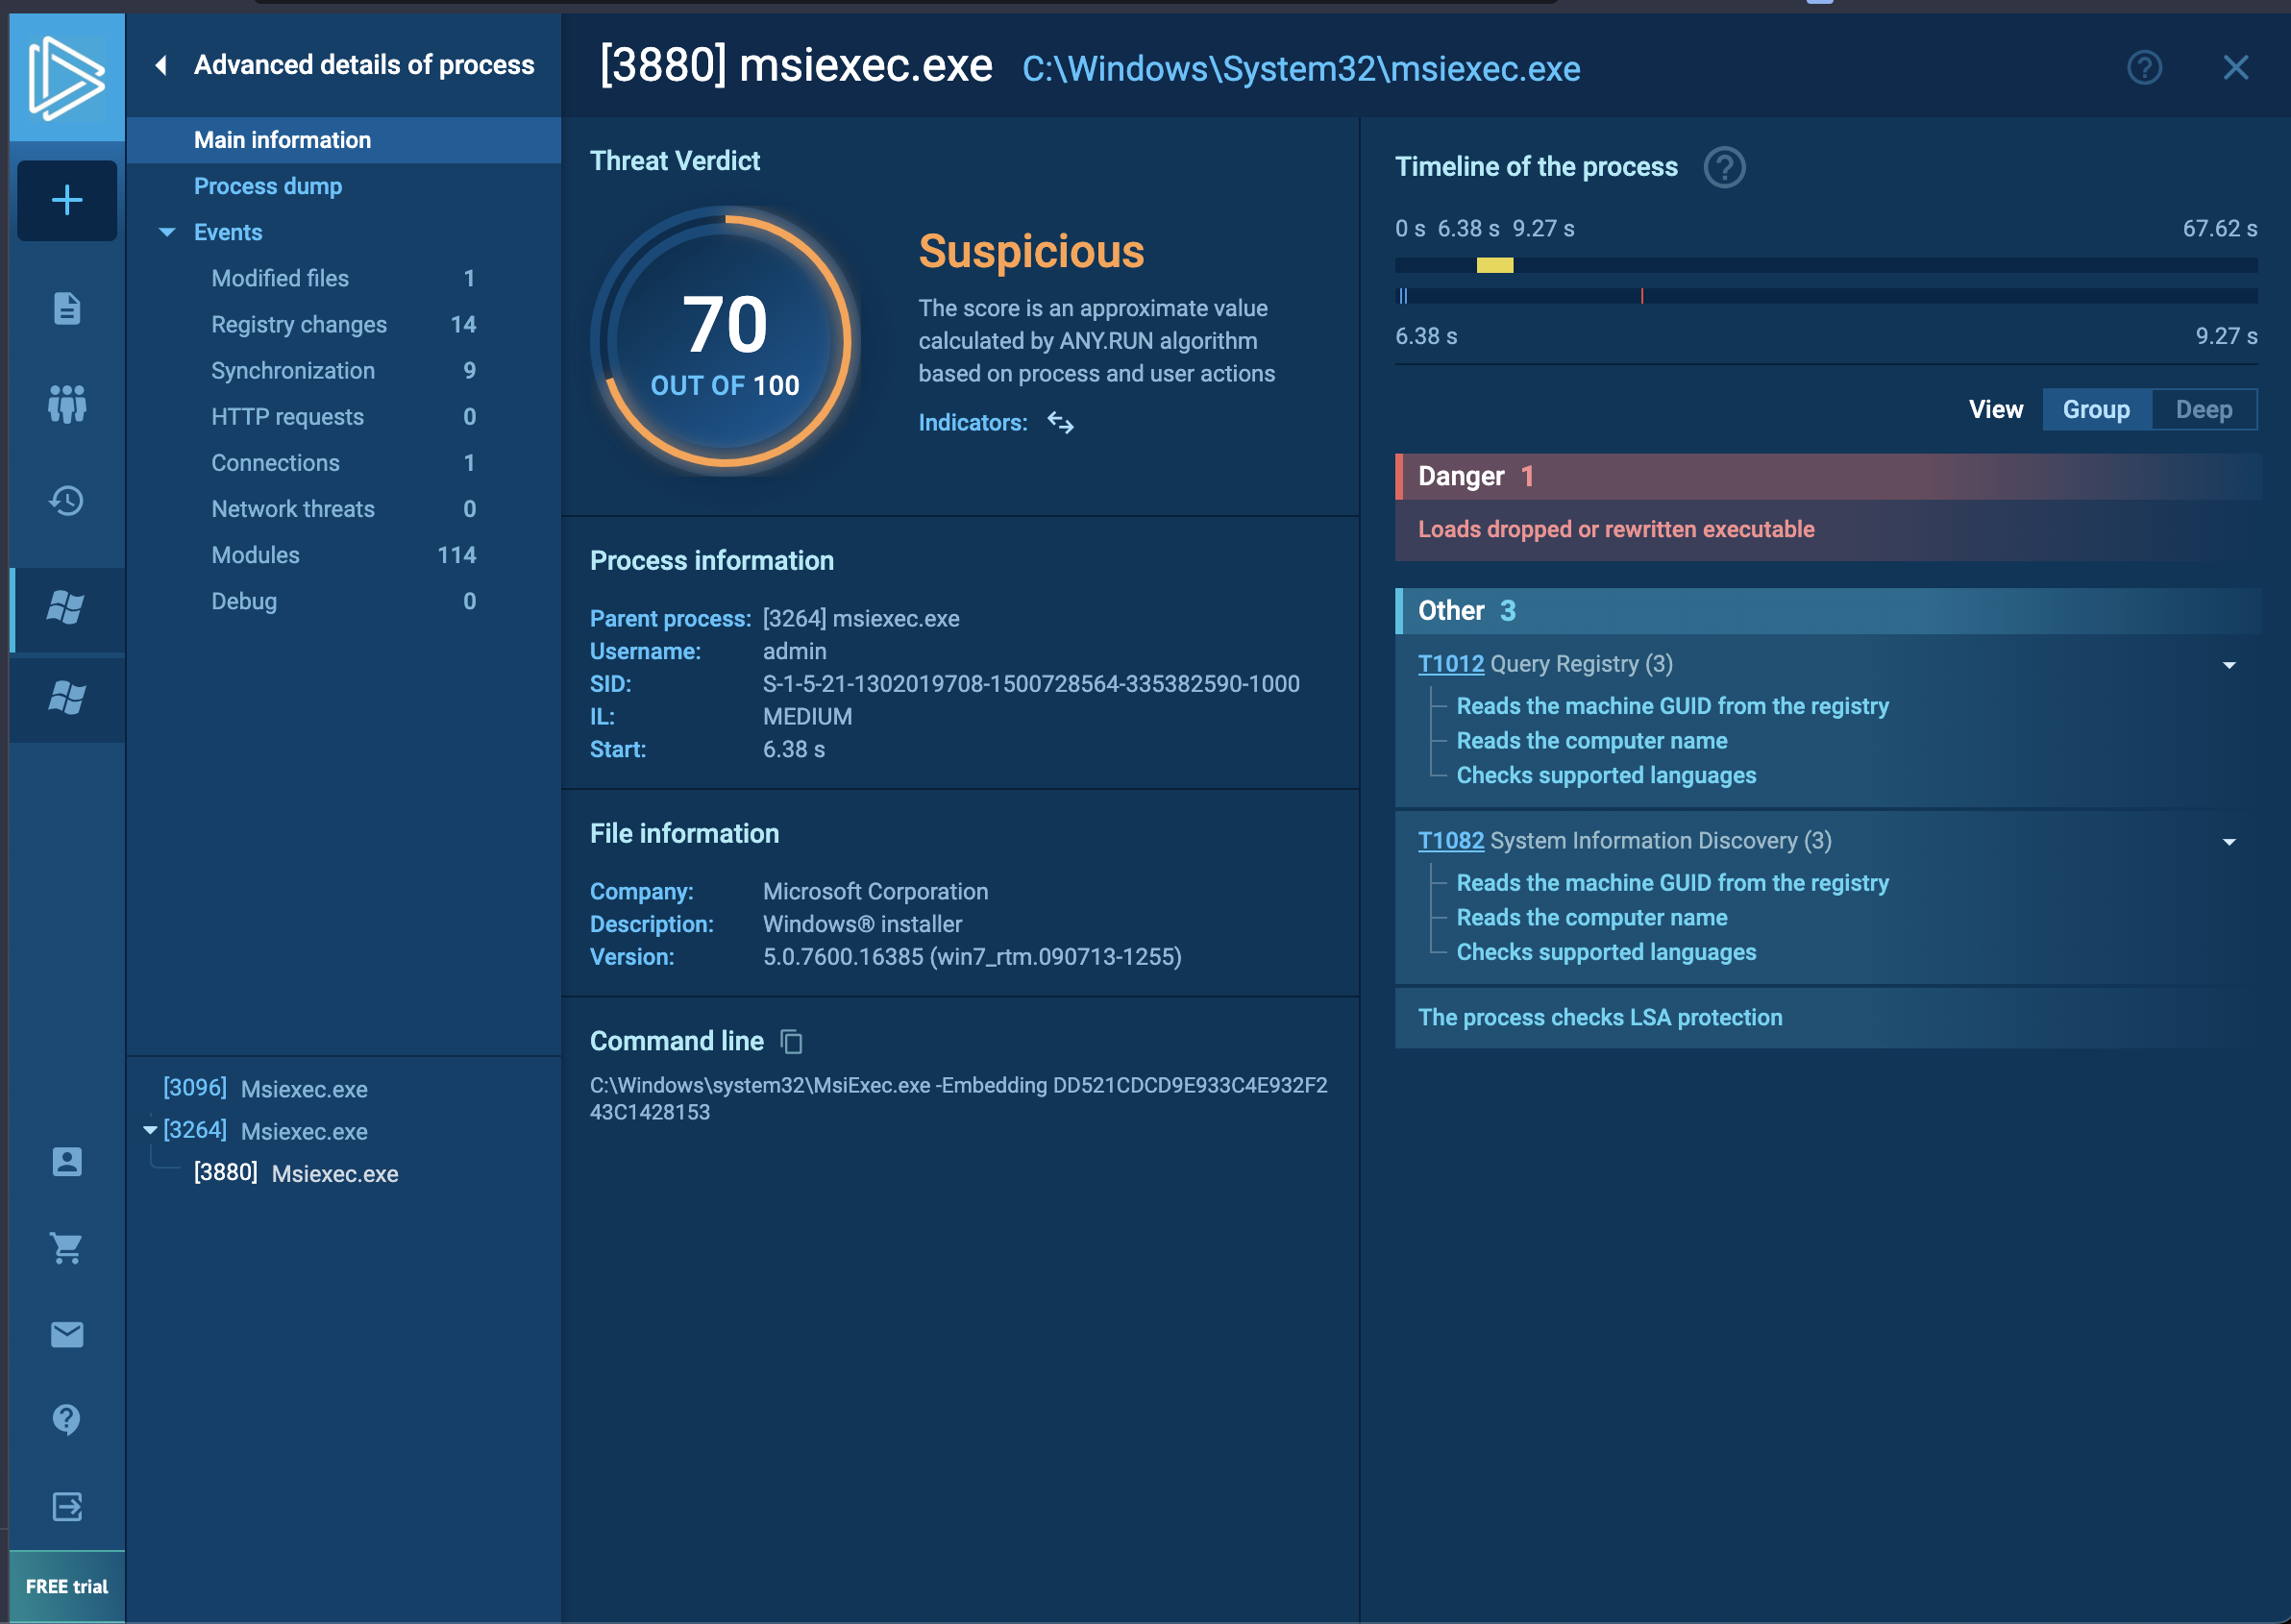 Advanced details of process
Main information
Process dump
Events
Modified files 1
Registry changes 14
Synchronization 9
HTTP requests 0
Connections 1
Network threats 0
Modules 114
Debug 0
[3096] Msiexec.exe
[3264] Msiexec.exe
[3880] Msiexec.exe
FREE trial
[3880] msiexec.exe C:\Windows\System32\msiexec.exe
Threat Verdict
70
OUT OF 100
Suspicious
The score is an approximate value
calculated by ANY.RUN algorithm
based on process and user actions
Indicators:
Process information
Parent process: [3264] msiexec.exe
Username: admin
SID: S-1-5-21-1302019708-1500728564-335382590-1000
IL: MEDIUM
Start: 6.38 s
File information
Company: Microsoft Corporation
Description: Windows® installer
Version: 5.0.7600.16385 (win7_rtm.090713-1255)
Command line
C:\Windows\system32\MsiExec.exe -Embedding DD521CDCD9E933C4E932F2
43C1428153
Timeline of the process
0 s 6.38 s 9.27 s 67.62 s
6.38 s 9.27 s
View Group Deep
Danger 1
Loads dropped or rewritten executable
Other 3
T1012 Query Registry (3)
Reads the machine GUID from the registry
Reads the computer name
Checks supported languages
T1082 System Information Discovery (3)
Reads the machine GUID from the registry
Reads the computer name
Checks supported languages
The process checks LSA protection